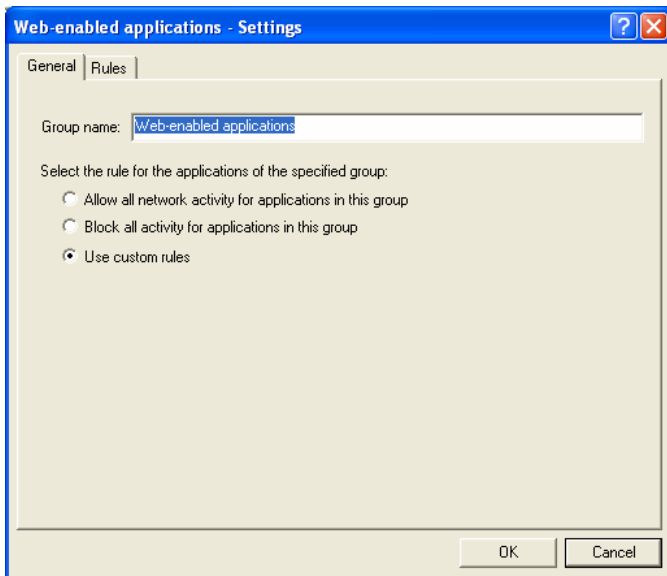 Web-enabled applications - Settings
General
Rules
Group name: Web-enabled applications
Select the rule for the applications of the specified group:
Allow all network activity for applications in this group
Block all activity for applications in this group
Use custom rules
OK
Cancel